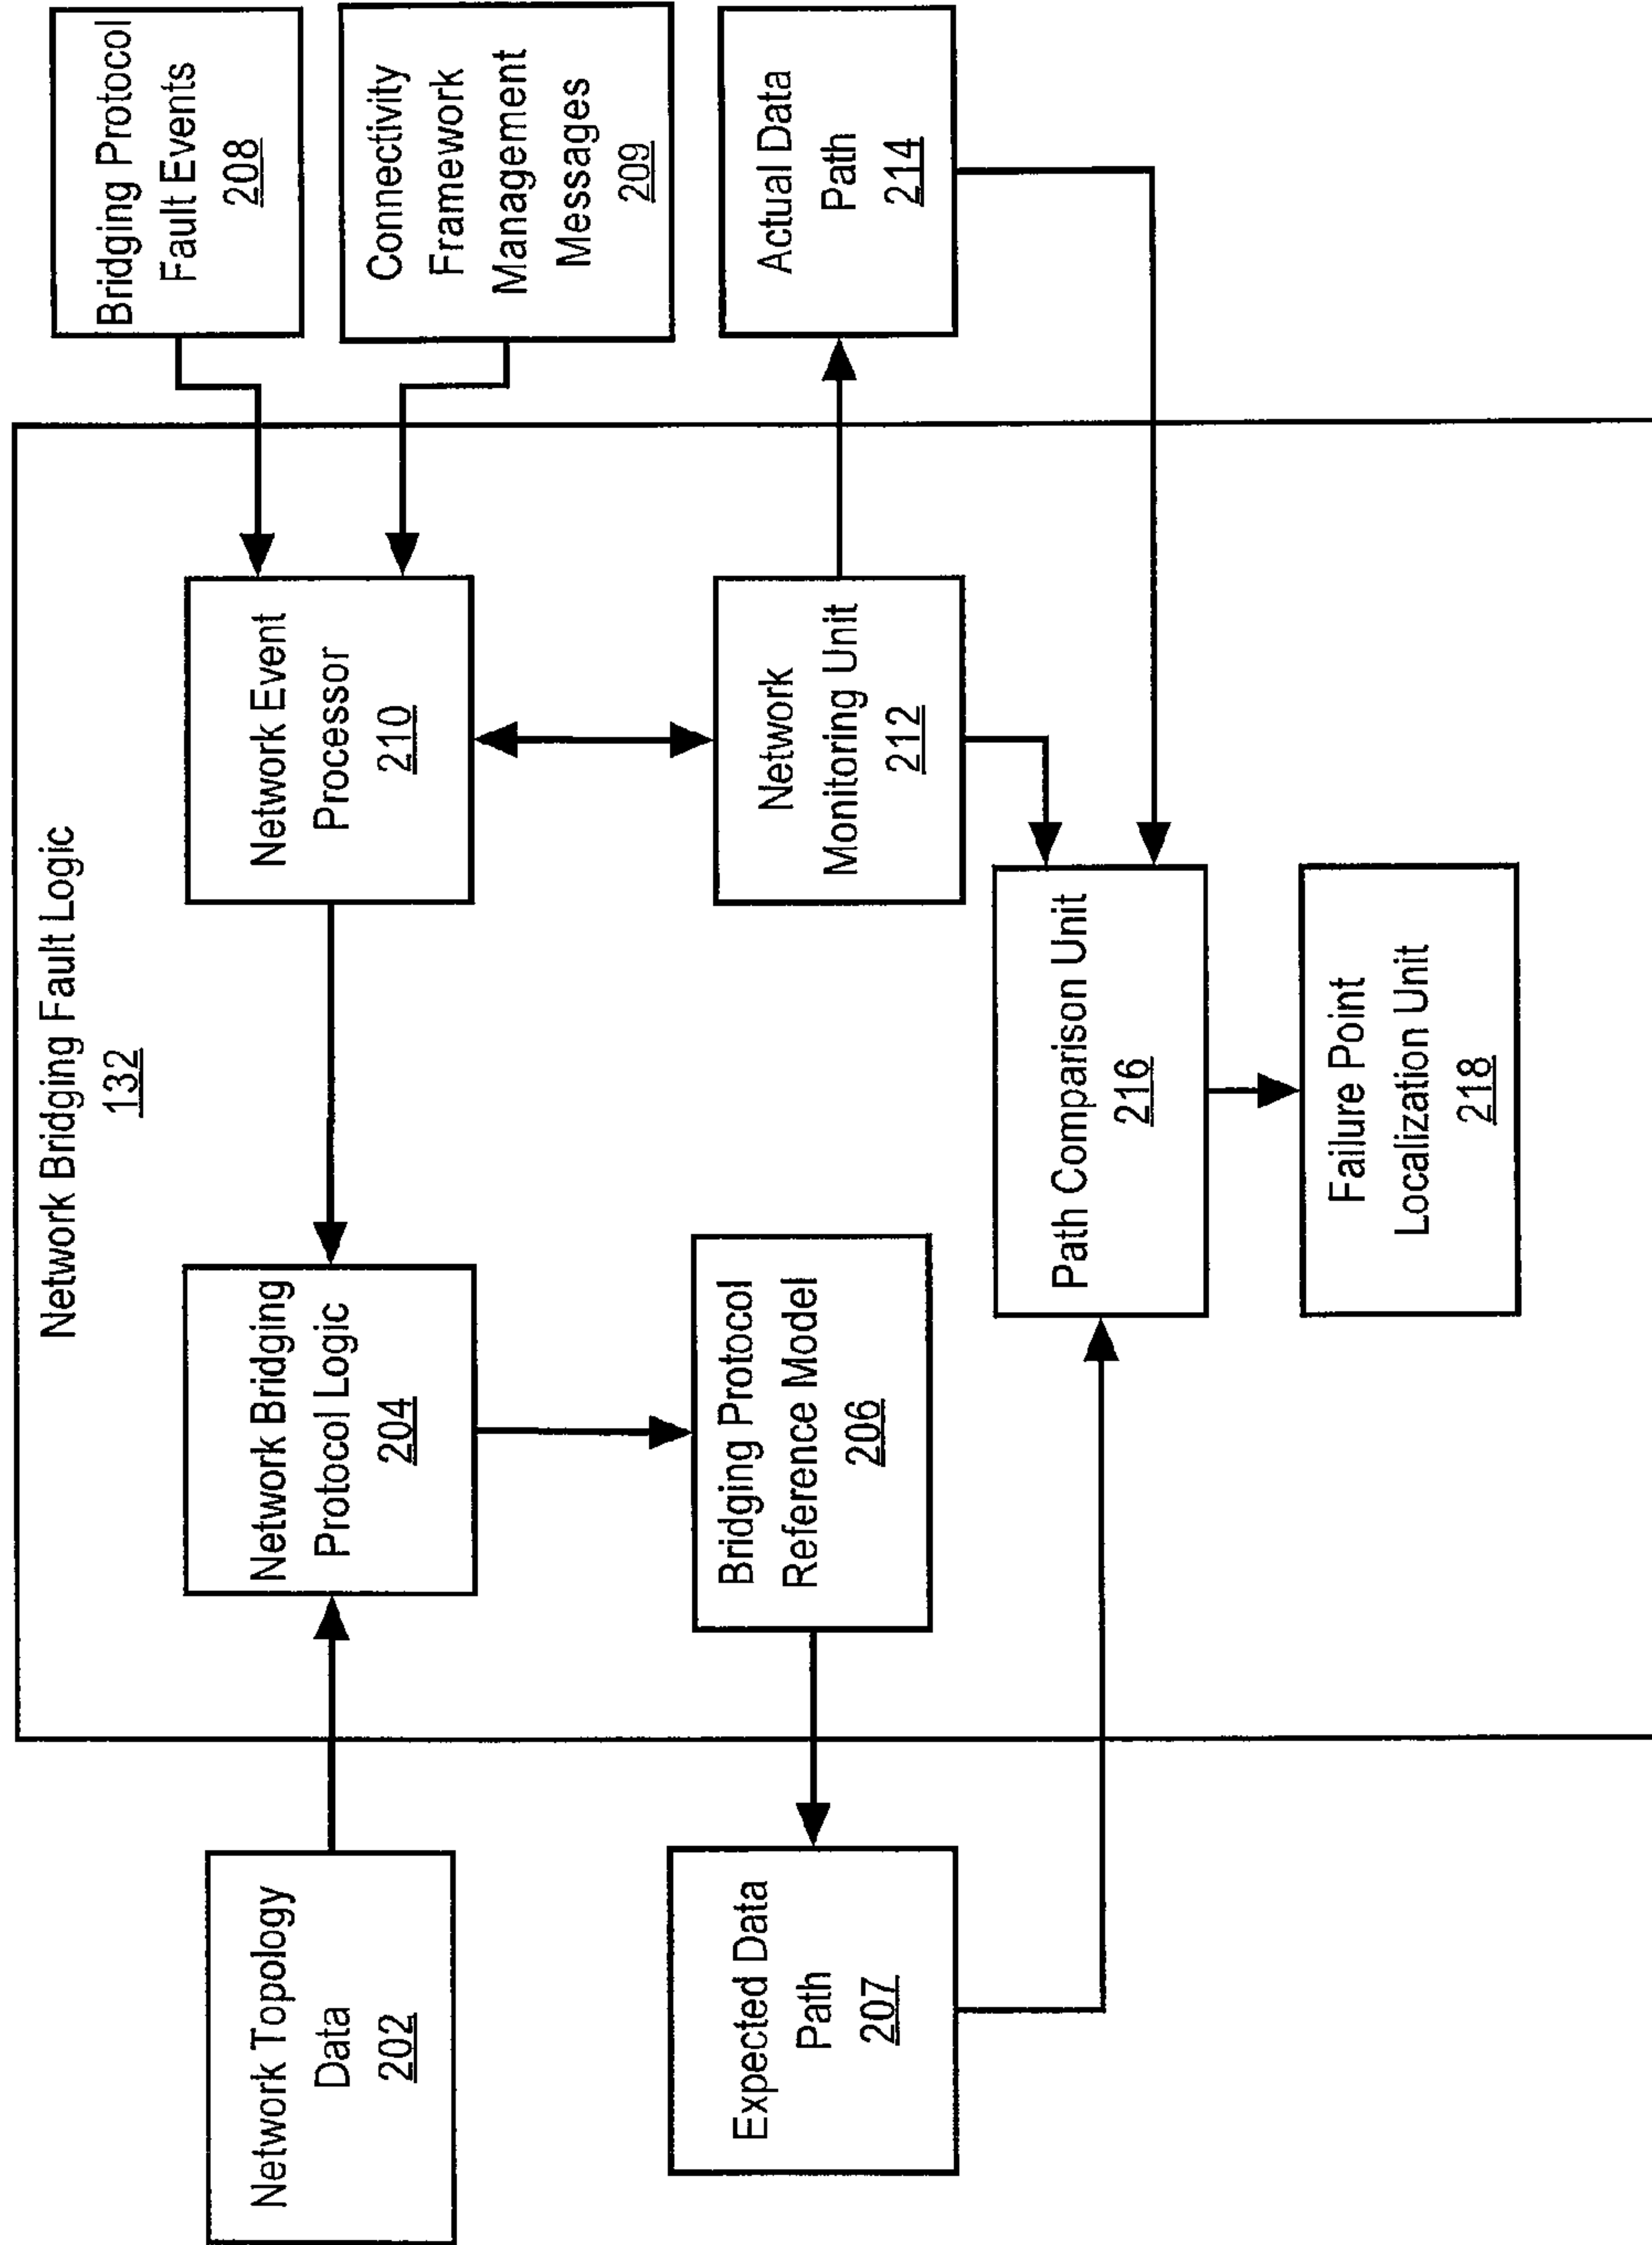 Network Bridging Fault Logic
132
Network Topology
Data
202
Network Bridging
Protocol Logic
204
Network Event
Processor
210
Bridging Protocol
Fault Events
208
Connectivity
Framework
Management
Messages
209
Expected Data
Path
207
Bridging Protocol
Reference Model
206
Network
Monitoring Unit
212
Actual Data
Path
214
Path Comparison Unit
216
Failure Point
Localization Unit
218